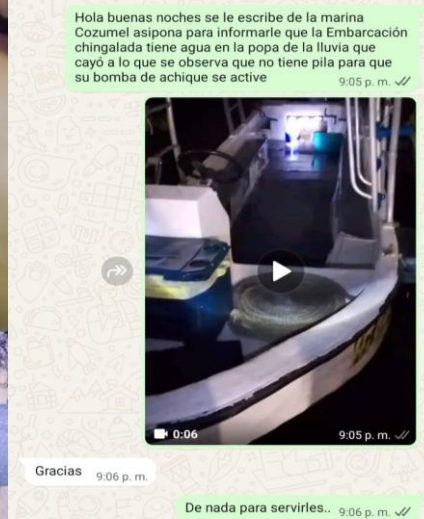 Hola buenas noches se le escribe de la marina
Cozumel asipona para informarle que la Embarcación
chingalada tiene agua en la popa de la lluvia que
cayó a lo que se observa que no tiene pila para que
su bomba de achique se active
9:05 p. m.
0:06
9:05 p. m.
Gracias
9:06 p. m.
De nada para servirles..
9:06 p. m.